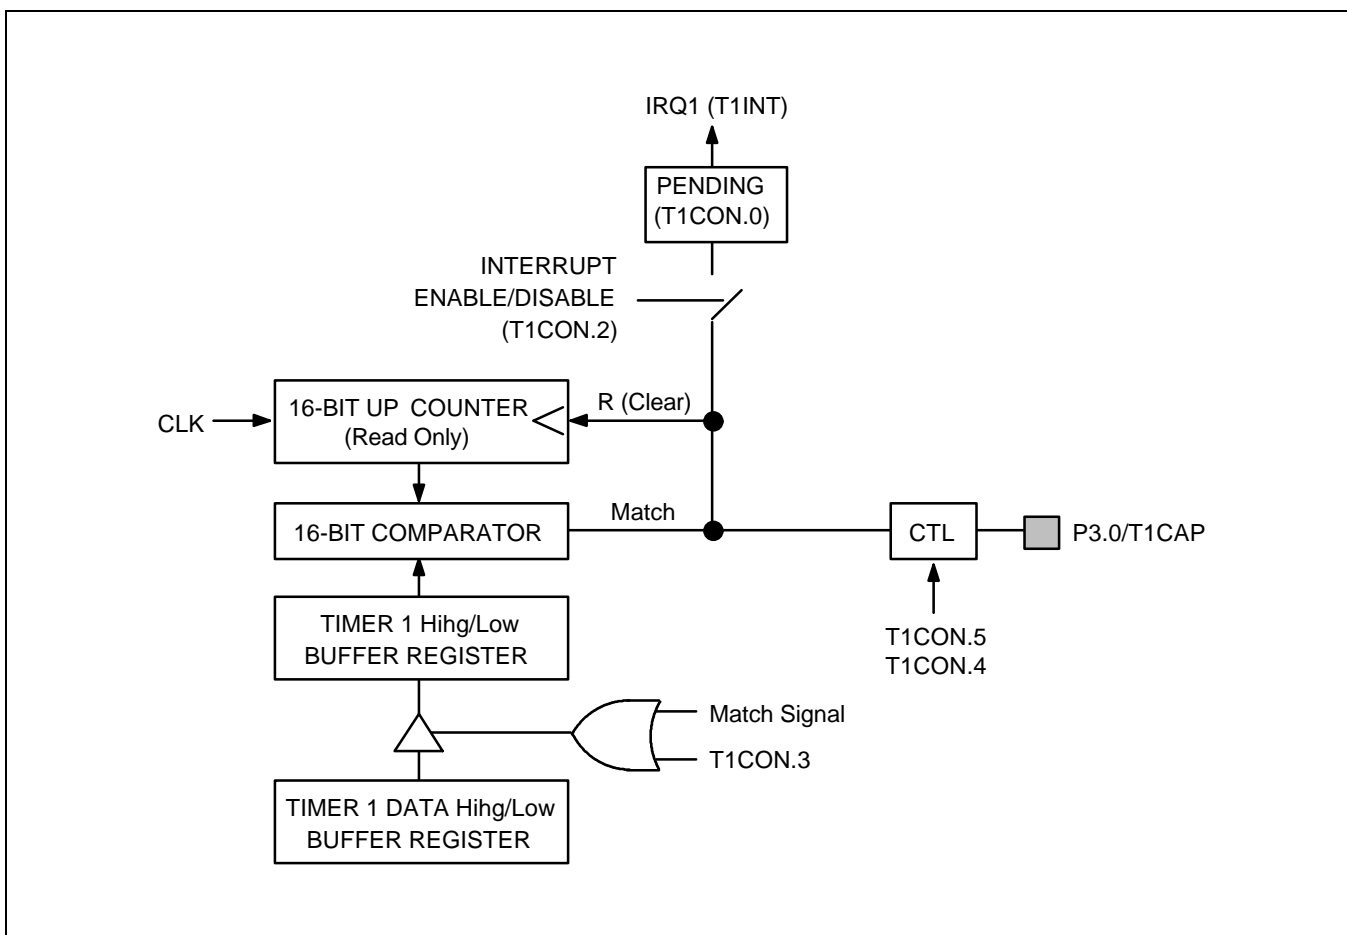 IRQ1 (T1INT)
PENDING
(T1CON.0)
INTERRUPT
ENABLE/DISABLE
(T1CON.2)
16-BIT UP COUNTER
(Read Only)
R (Clear)
CLK
16-BIT COMPARATOR
Match
CTL
P3.0/T1CAP
TIMER 1 Hihg/Low
BUFFER REGISTER
T1CON.5
T1CON.4
Match Signal
T1CON.3
TIMER 1 DATA Hihg/Low
BUFFER REGISTER